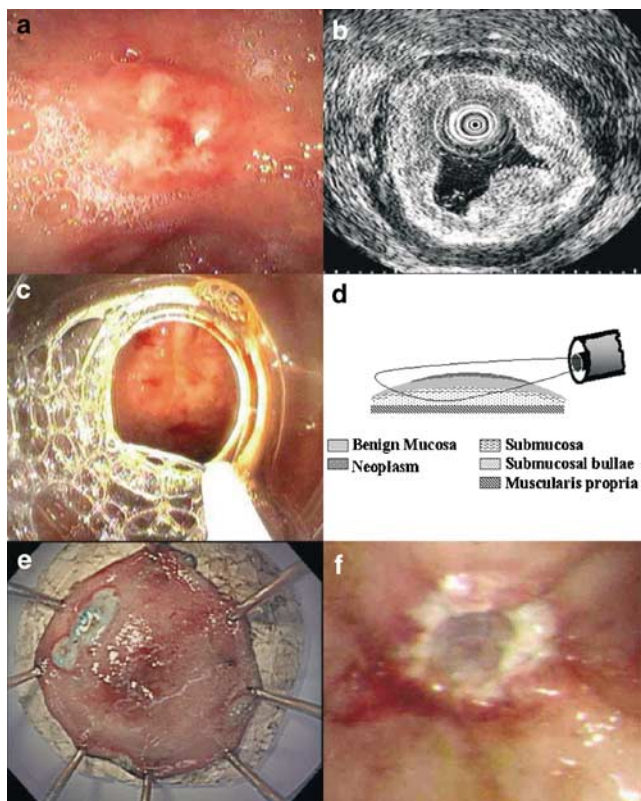 a
b
c
d
Benign Mucosa
Neoplasm
Submucosa
Submucosal bullae
Muscularis propria
e
f